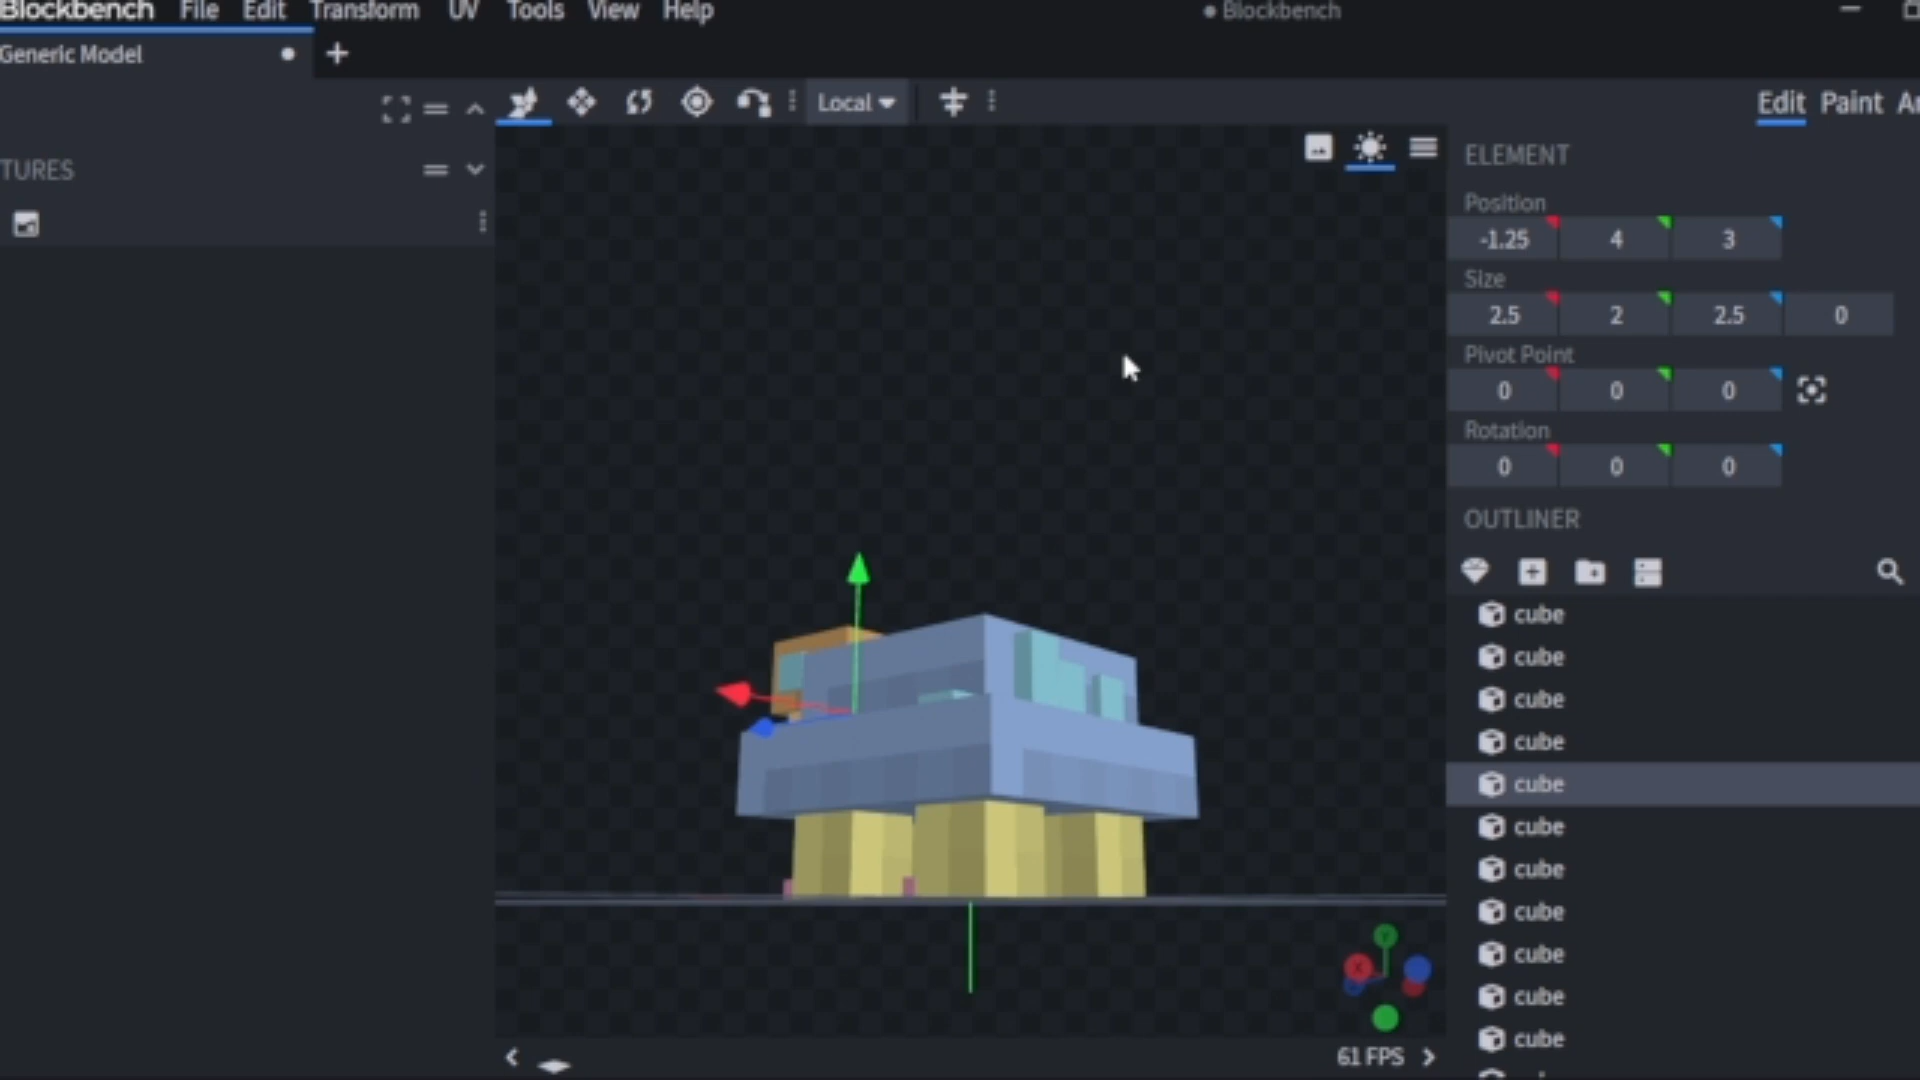 Blockbench File Edit Transform UV Tools View Help
● Blockbench
Generic Model ● +
Local
Edit Paint
TURES
ELEMENT
Position
-1.25 4 3
Size
2.5 2 2.5 0
Pivot Point
0 0 0
Rotation
0 0 0
OUTLINER
cube
cube
cube
cube
cube
cube
cube
cube
cube
cube
cube
Y
X
61 FPS